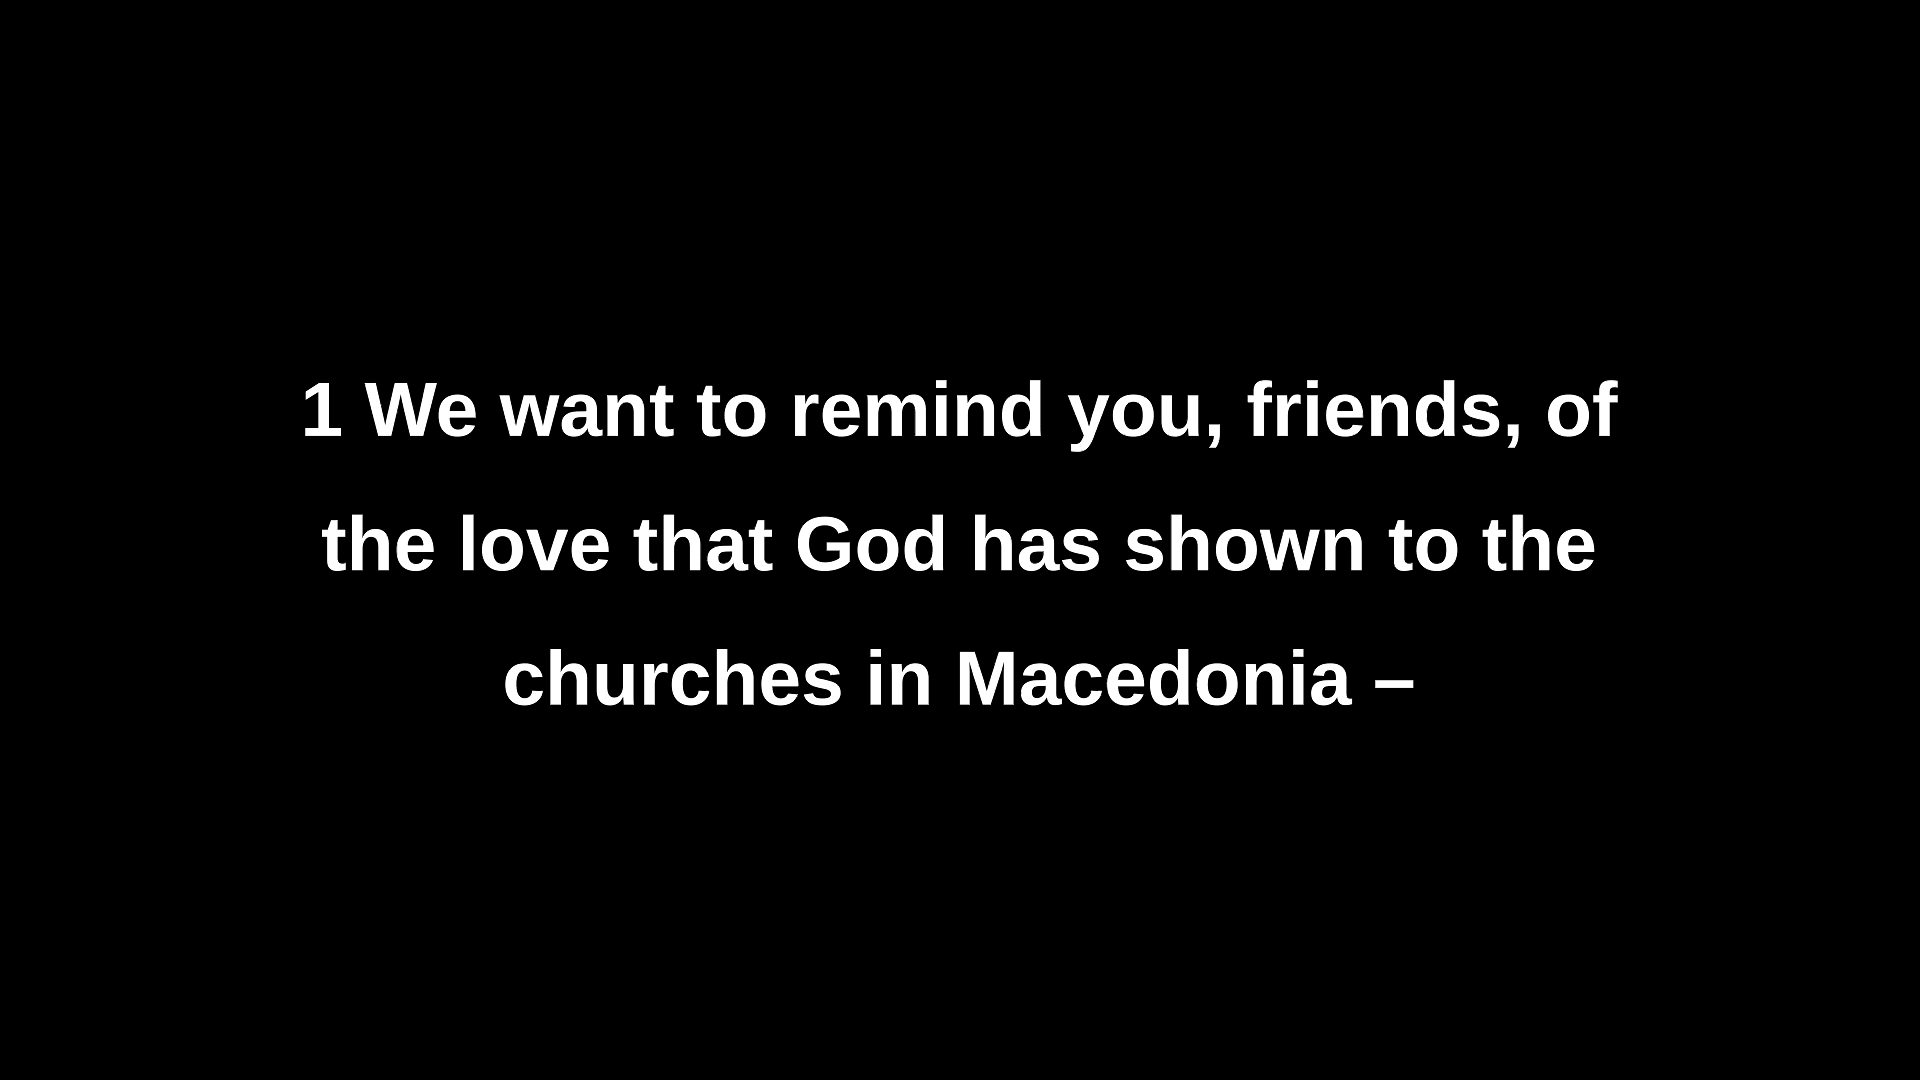 1 We want to remind you, friends, of
the love that God has shown to the
churches in Macedonia –